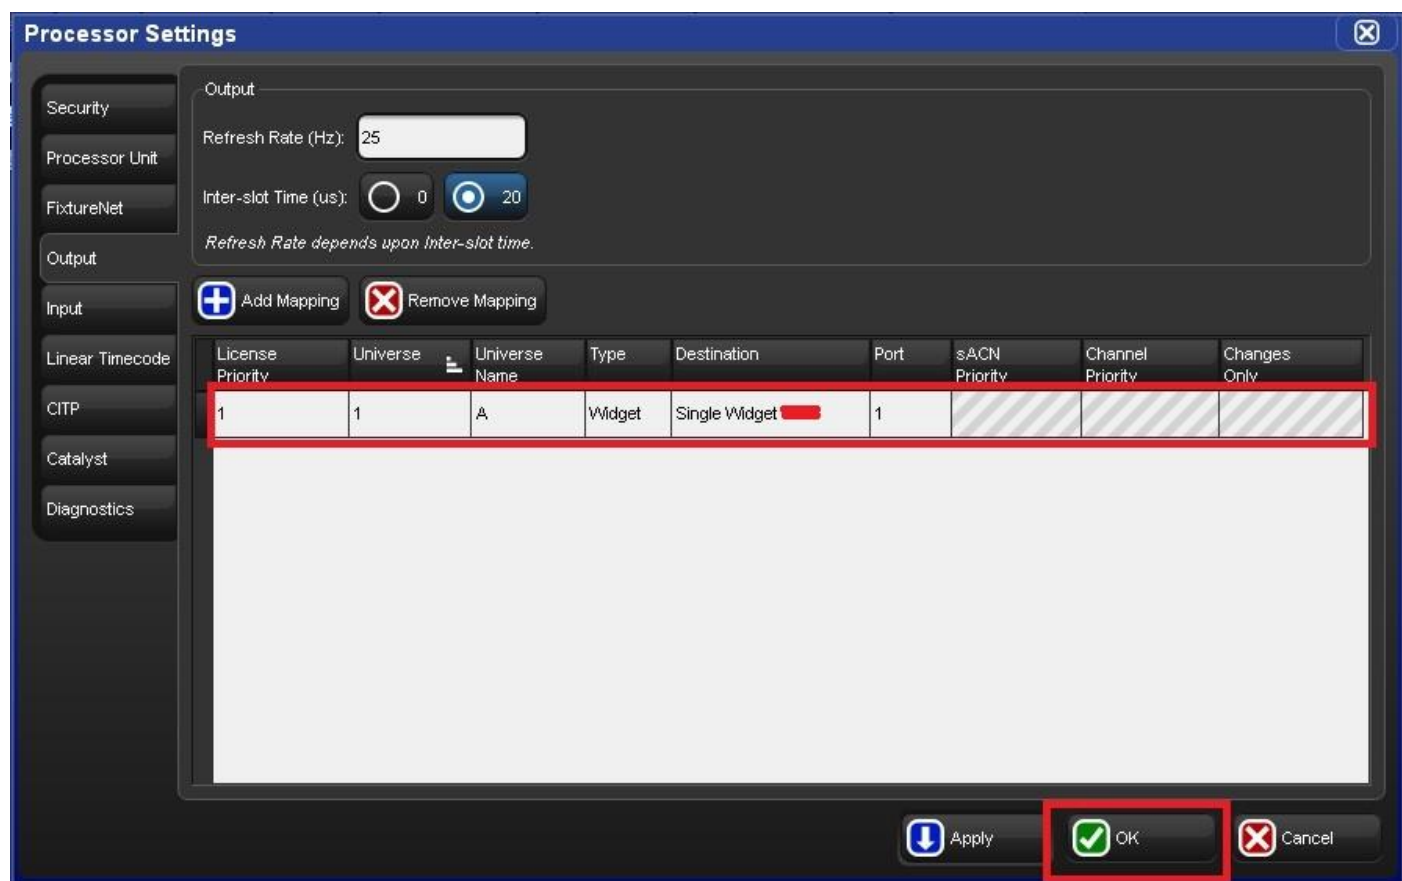 Processor Settings
Security
Processor Unit
FixtureNet
Output
Input
Linear Timecode
CITP
Catalyst
Diagnostics
Output
Refresh Rate (Hz): 25
Inter-slot Time (us): 0 20
Refresh Rate depends upon Inter-slot time.
Add Mapping Remove Mapping
License Priority Universe Universe Name Type Destination Port sACN Priority Channel Priority Changes Only
1 1 A Widget Single Widget 1
Apply OK Cancel